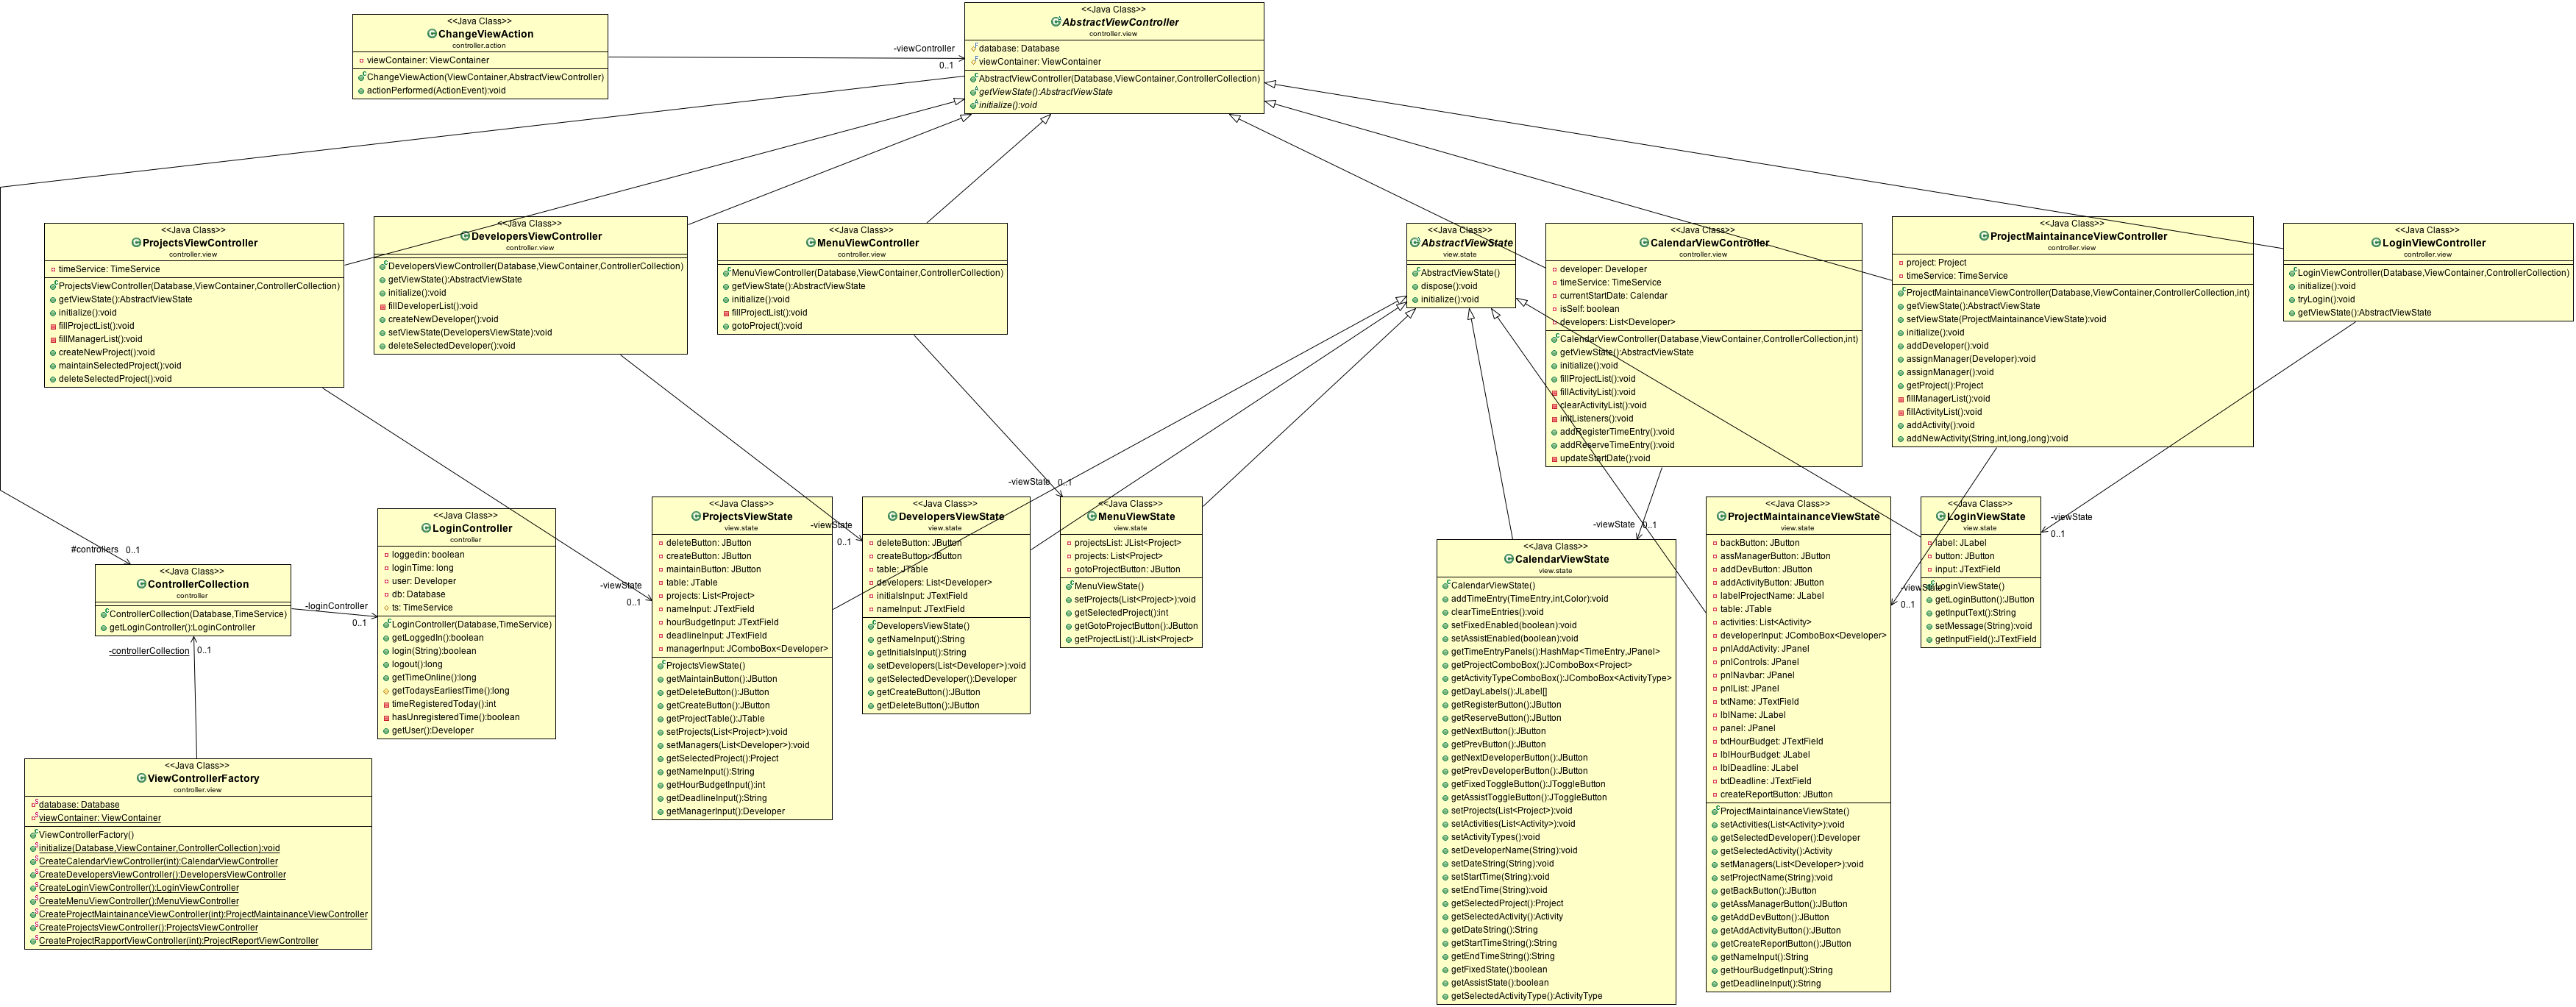 <<Java Class>>
ChangeViewAction
controller.action
viewContainer: ViewContainer
ChangeViewAction(ViewContainer,AbstractViewController)
actionPerformed(ActionEvent):void
-viewController
0..1
<<Java Class>>
AbstractViewController
controller.view
database: Database
viewContainer: ViewContainer
AbstractViewController(Database,ViewContainer,ControllerCollection)
getViewState():AbstractViewState
initialize():void
<<Java Class>>
ProjectsViewController
controller.view
timeService: TimeService
ProjectsViewController(Database,ViewContainer,ControllerCollection)
getViewState():AbstractViewState
initialize():void
fillProjectList():void
fillManagerList():void
createNewProject():void
maintainSelectedProject():void
deleteSelectedProject():void
<<Java Class>>
DevelopersViewController
controller.view
DevelopersViewController(Database,ViewContainer,ControllerCollection)
getViewState():AbstractViewState
initialize():void
fillDeveloperList():void
createNewDeveloper():void
setViewState(DevelopersViewState):void
deleteSelectedDeveloper():void
<<Java Class>>
MenuViewController
controller.view
MenuViewController(Database,ViewContainer,ControllerCollection)
getViewState():AbstractViewState
initialize():void
fillProjectList():void
gotoProject():void
<<Java Class>>
AbstractViewState
view.state
AbstractViewState()
dispose():void
initialize():void
<<Java Class>>
CalendarViewController
controller.view
developer: Developer
timeService: TimeService
currentStartDate: Calendar
isSelf: boolean
developers: List<Developer>
CalendarViewController(Database,ViewContainer,ControllerCollection,int)
getViewState():AbstractViewState
initialize():void
fillProjectList():void
fillActivityList():void
clearActivityList():void
initListeners():void
addRegisterTimeEntry():void
addReserveTimeEntry():void
updateStartDate():void
<<Java Class>>
ProjectMaintainanceViewController
controller.view
project: Project
timeService: TimeService
ProjectMaintainanceViewController(Database,ViewContainer,ControllerCollection,int)
getViewState():AbstractViewState
setViewState(ProjectMaintainanceViewState):void
initialize():void
addDeveloper():void
assignManager(Developer):void
assignManager():void
getProject():Project
fillManagerList():void
fillActivityList():void
addActivity():void
addNewActivity(String,int,long,long):void
<<Java Class>>
LoginViewController
controller.view
LoginViewController(Database,ViewContainer,ControllerCollection)
initialize():void
tryLogin():void
getViewState():AbstractViewState
#controllers 0..1
<<Java Class>>
ControllerCollection
controller
ControllerCollection(Database,TimeService)
getLoginController():LoginController
-loginController
0..1
-controllerCollection 0..1
<<Java Class>>
LoginController
controller
loggedin: boolean
loginTime: long
user: Developer
db: Database
ts: TimeService
LoginController(Database,TimeService)
getLoggedIn():boolean
login(String):boolean
logout():long
getTimeOnline():long
getTodaysEarliestTime():long
timeRegisteredToday():int
hasUnregisteredTime():boolean
getUser():Developer
-viewState
0..1
<<Java Class>>
ProjectsViewState
view.state
deleteButton: JButton
createButton: JButton
maintainButton: JButton
table: JTable
projects: List<Project>
nameInput: JTextField
hourBudgetInput: JTextField
deadlineInput: JTextField
managerInput: JComboBox<Developer>
ProjectsViewState()
getMaintainButton():JButton
getDeleteButton():JButton
getCreateButton():JButton
getProjectTable():JTable
setProjects(List<Project>):void
setManagers(List<Developer>):void
getSelectedProject():Project
getNameInput():String
getHourBudgetInput():int
getDeadlineInput():String
getManagerInput():Developer
-viewState
0..1
<<Java Class>>
DevelopersViewState
view.state
deleteButton: JButton
createButton: JButton
table: JTable
developers: List<Developer>
initialsInput: JTextField
nameInput: JTextField
DevelopersViewState()
getNameInput():String
getInitialsInput():String
setDevelopers(List<Developer>):void
getSelectedDeveloper():Developer
getCreateButton():JButton
getDeleteButton():JButton
-viewState 0..1
<<Java Class>>
MenuViewState
view.state
projectsList: JList<Project>
projects: List<Project>
gotoProjectButton: JButton
MenuViewState()
setProjects(List<Project>):void
getSelectedProject():int
getGotoProjectButton():JButton
getProjectList():JList<Project>
-viewState 0..1
<<Java Class>>
CalendarViewState
view.state
CalendarViewState()
addTimeEntry(TimeEntry,int,Color):void
clearTimeEntries():void
setFixedEnabled(boolean):void
setAssistEnabled(boolean):void
getTimeEntryPanels():HashMap<TimeEntry,JPanel>
getProjectComboBox():JComboBox<Project>
getActivityTypeComboBox():JComboBox<ActivityType>
getDayLabels():JLabel[]
getRegisterButton():JButton
getReserveButton():JButton
getNextButton():JButton
getPrevButton():JButton
getNextDeveloperButton():JButton
getPrevDeveloperButton():JButton
getFixedToggleButton():JToggleButton
getAssistToggleButton():JToggleButton
setProjects(List<Project>):void
setActivities(List<Activity>):void
setActivityTypes():void
setDeveloperName(String):void
setDateString(String):void
setStartTime(String):void
setEndTime(String):void
getSelectedProject():Project
getSelectedActivity():Activity
getDateString():String
getStartTimeString():String
getEndTimeString():String
getFixedState():boolean
getAssistState():boolean
getSelectedActivityType():ActivityType
<<Java Class>>
ProjectMaintainanceViewState
view.state
backButton: JButton
assManagerButton: JButton
addDevButton: JButton
addActivityButton: JButton
labelProjectName: JLabel
table: JTable
activities: List<Activity>
developerInput: JComboBox<Developer>
pnlAddActivity: JPanel
pnlControls: JPanel
pnlNavbar: JPanel
pnlList: JPanel
txtName: JTextField
lblName: JLabel
panel: JPanel
txtHourBudget: JTextField
lblHourBudget: JLabel
lblDeadline: JLabel
txtDeadline: JTextField
createReportButton: JButton
ProjectMaintainanceViewState()
setActivities(List<Activity>):void
getSelectedDeveloper():Developer
getSelectedActivity():Activity
setManagers(List<Developer>):void
setProjectName(String):void
getBackButton():JButton
getAssManagerButton():JButton
getAddDevButton():JButton
getAddActivityButton():JButton
getCreateReportButton():JButton
getNameInput():String
getHourBudgetInput():String
getDeadlineInput():String
-viewState
0..1
<<Java Class>>
LoginViewState
view.state
label: JLabel
button: JButton
input: JTextField
LoginViewState()
getLoginButton():JButton
getInputText():String
setMessage(String):void
getInputField():JTextField
-viewState
0..1
<<Java Class>>
ViewControllerFactory
controller.view
database: Database
viewContainer: ViewContainer
ViewControllerFactory()
initialize(Database,ViewContainer,ControllerCollection):void
CreateCalendarViewController(int):CalendarViewController
CreateDevelopersViewController():DevelopersViewController
CreateLoginViewController():LoginViewController
CreateMenuViewController():MenuViewController
CreateProjectMaintainanceViewController(int):ProjectMaintainanceViewController
CreateProjectsViewController():ProjectsViewController
CreateProjectRapportViewController(int):ProjectReportViewController